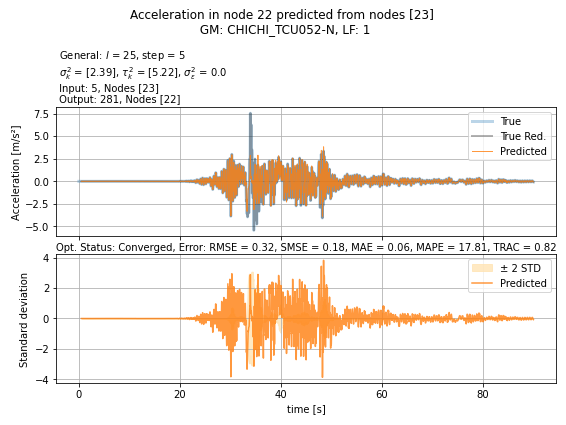 Acceleration in node 22 predicted from nodes [23]
GM: CHICHI_TCU052-N, LF: 1
General: l = 25, step = 5
σ_k^2 = [2.39], τ_k^2 = [5.22], σ_ε^2 = 0.0
Input: 5, Nodes [23]
Output: 281, Nodes [22]
True
True Red.
Predicted
Acceleration [m/s²]
7.5
5.0
2.5
0.0
−2.5
−5.0
Opt. Status: Converged, Error: RMSE = 0.32, SMSE = 0.18, MAE = 0.06, MAPE = 17.81, TRAC = 0.82
± 2 STD
Predicted
Standard deviation
4
2
0
−2
−4
0 20 40 60 80
time [s]